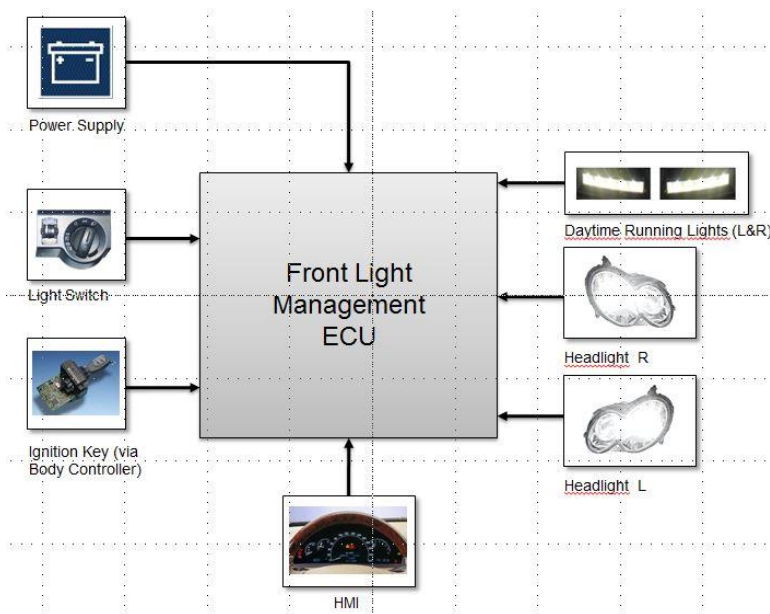 Power Supply
Daytime Running Lights (L&R)
Light Switch
Front Light
Management
ECU
Headlight R
Ignition Key (via
Body Controller)
Headlight L
HMI